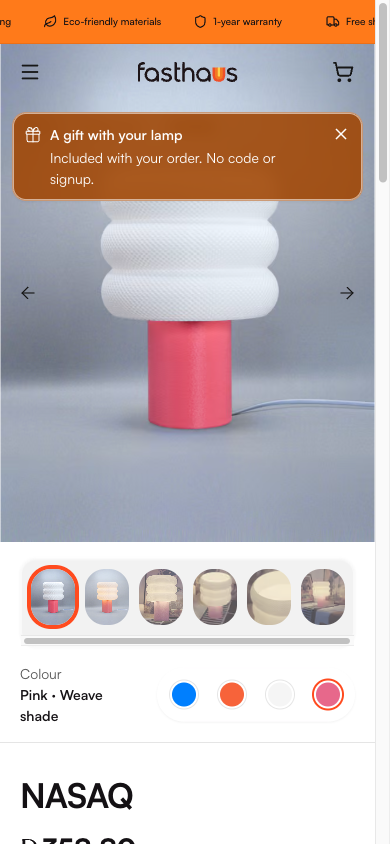 Eco-friendly materials
1-year warranty
Free
fasthaus
A gift with your lamp
Included with your order. No code or
signup.
Colour
Pink · Weave
shade
NASAQ